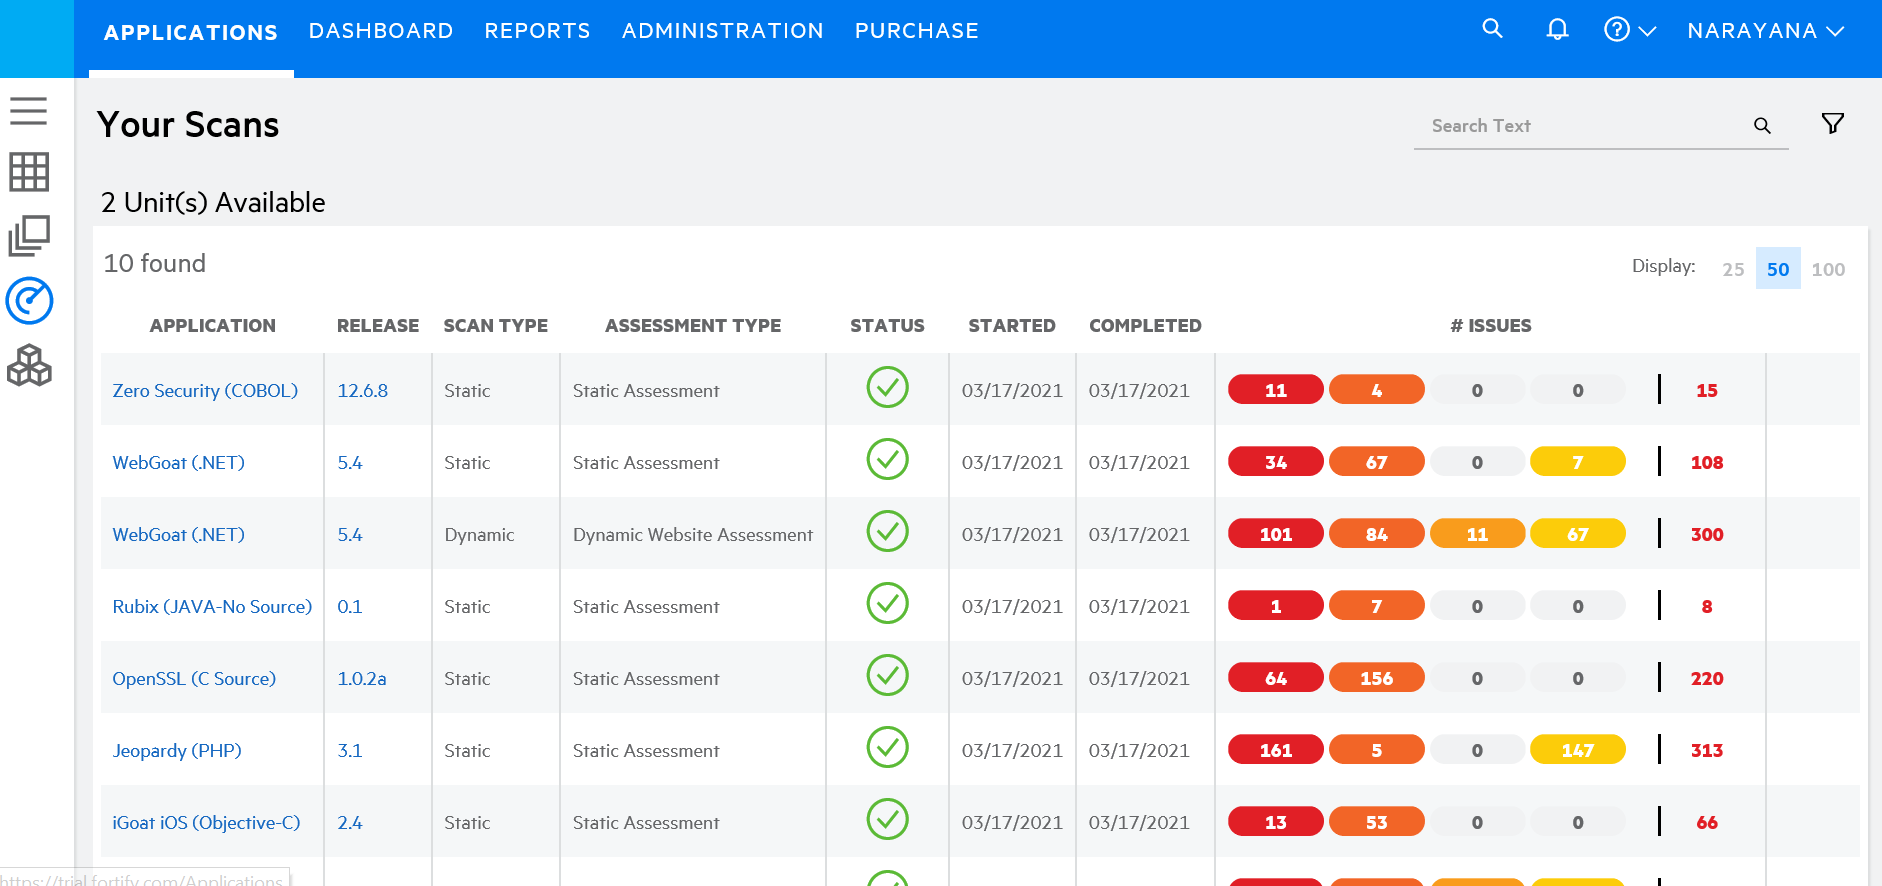 APPLICATIONS DASHBOARD REPORTS ADMINISTRATION PURCHASE NARAYANA
Your Scans Search Text
2 Unit(s) Available
10 found Display: 25 50 100
APPLICATION RELEASE SCAN TYPE ASSESSMENT TYPE STATUS STARTED COMPLETED # ISSUES
Zero Security (COBOL) 12.6.8 Static Static Assessment 03/17/2021 03/17/2021 11 4 0 0 15
WebGoat (.NET) 5.4 Static Static Assessment 03/17/2021 03/17/2021 34 67 0 7 108
WebGoat (.NET) 5.4 Dynamic Dynamic Website Assessment 03/17/2021 03/17/2021 101 84 11 67 300
Rubix (JAVA-No Source) 0.1 Static Static Assessment 03/17/2021 03/17/2021 1 7 0 0 8
OpenSSL (C Source) 1.0.2a Static Static Assessment 03/17/2021 03/17/2021 64 156 0 0 220
Jeopardy (PHP) 3.1 Static Static Assessment 03/17/2021 03/17/2021 161 5 0 147 313
iGoat iOS (Objective-C) 2.4 Static Static Assessment 03/17/2021 03/17/2021 13 53 0 0 66
https://trial.fortify.com/Applications